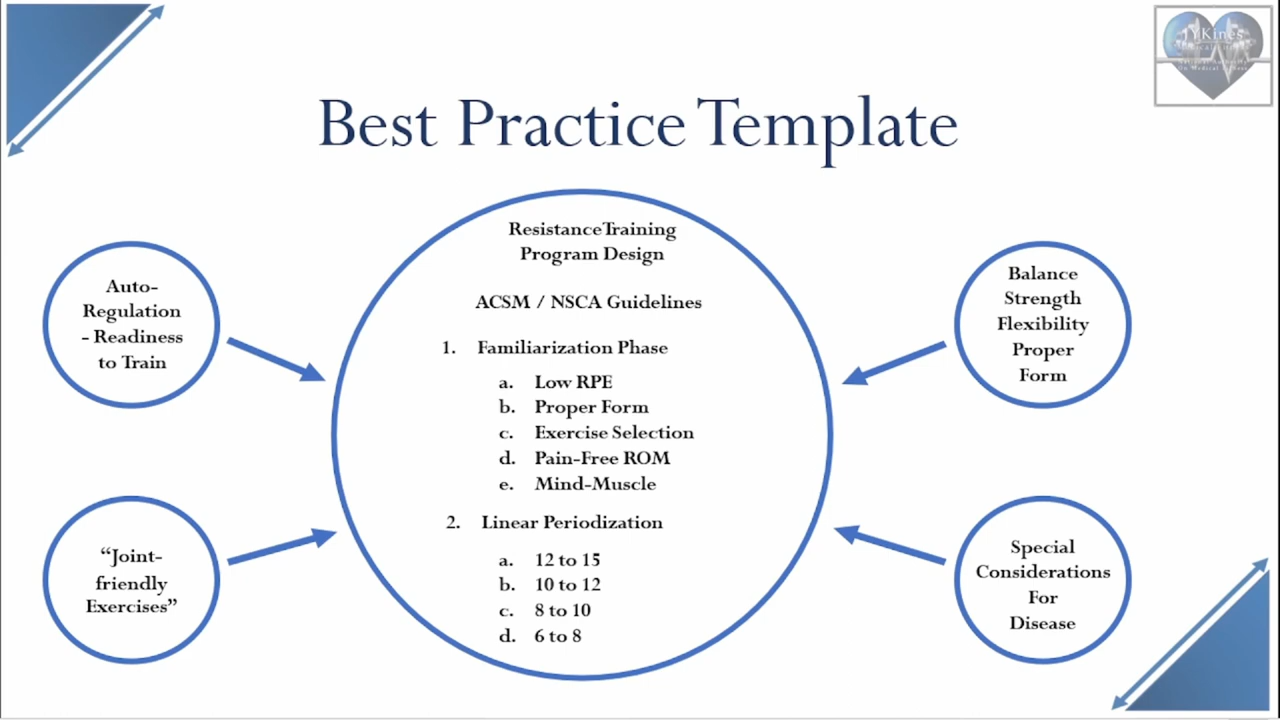 Best Practice Template
Resistance Training
Program Design
ACSM / NSCA Guidelines
1. Familiarization Phase
a. Low RPE
b. Proper Form
c. Exercise Selection
d. Pain-Free ROM
e. Mind-Muscle
2. Linear Periodization
a. 12 to 15
b. 10 to 12
c. 8 to 10
d. 6 to 8
Auto-
Regulation
- Readiness
to Train
“Joint-
friendly
Exercises”
Balance
Strength
Flexibility
Proper
Form
Special
Considerations
For
Disease